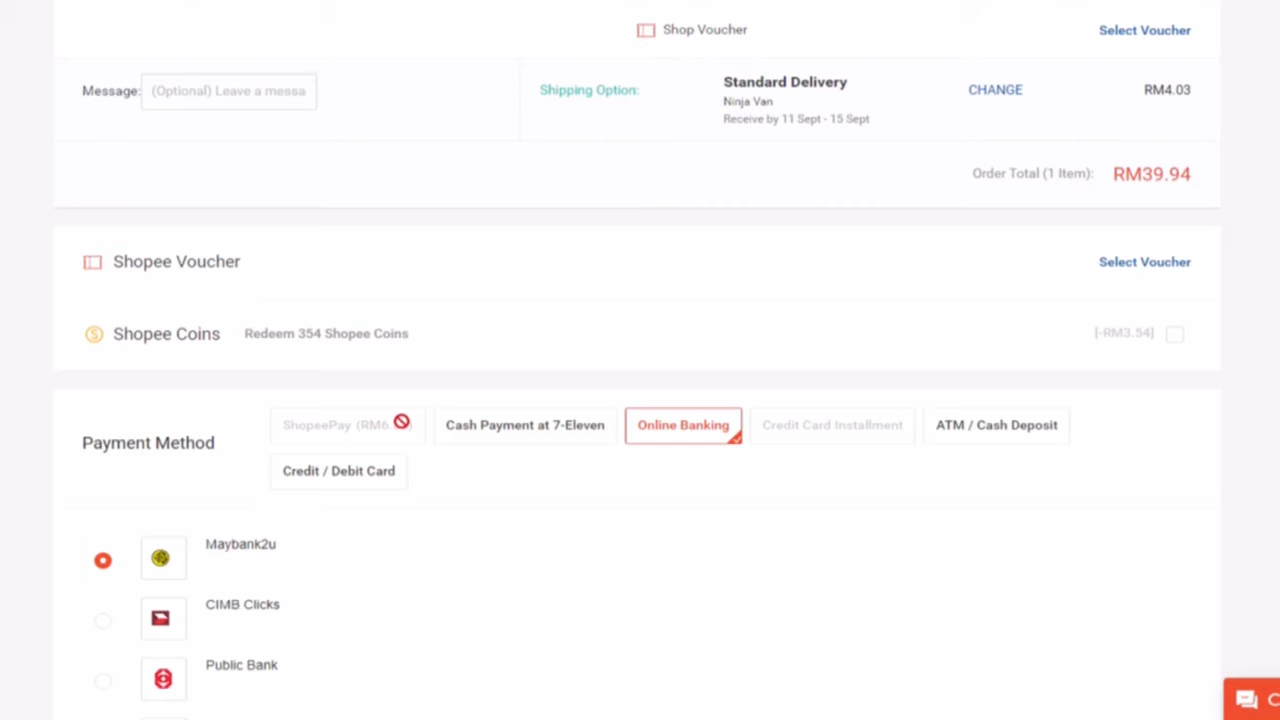 Shop Voucher
Select Voucher
Message:
(Optional) Leave a messa
Shipping Option:
Standard Delivery
Ninja Van
Receive by 11 Sept - 15 Sept
CHANGE
RM4.03
Order Total (1 Item):
RM39.94
Shopee Voucher
Select Voucher
Shopee Coins
Redeem 354 Shopee Coins
[-RM3.54]
Payment Method
ShopeePay (RM6
Cash Payment at 7-Eleven
Online Banking
Credit Card Installment
ATM / Cash Deposit
Credit / Debit Card
Maybank2u
CIMB Clicks
Public Bank